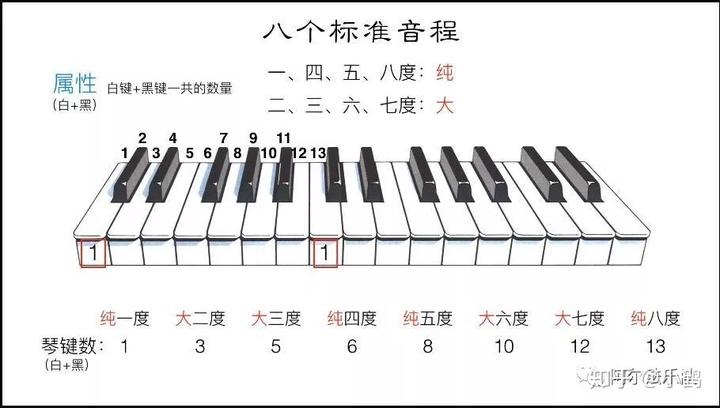 八个标准音程
一、四、五、八度：纯
属性 白键+黑键一共的数量
(白+黑)
二、三、六、七度：大
2 4 7 9 11
1 3 5 6 8 10 12 13
1 1
纯一度 大二度 大三度 纯四度 纯五度 大六度 大七度 纯八度
琴键数： 1 3 5 6 8 10 12 13
(白+黑)
知乎